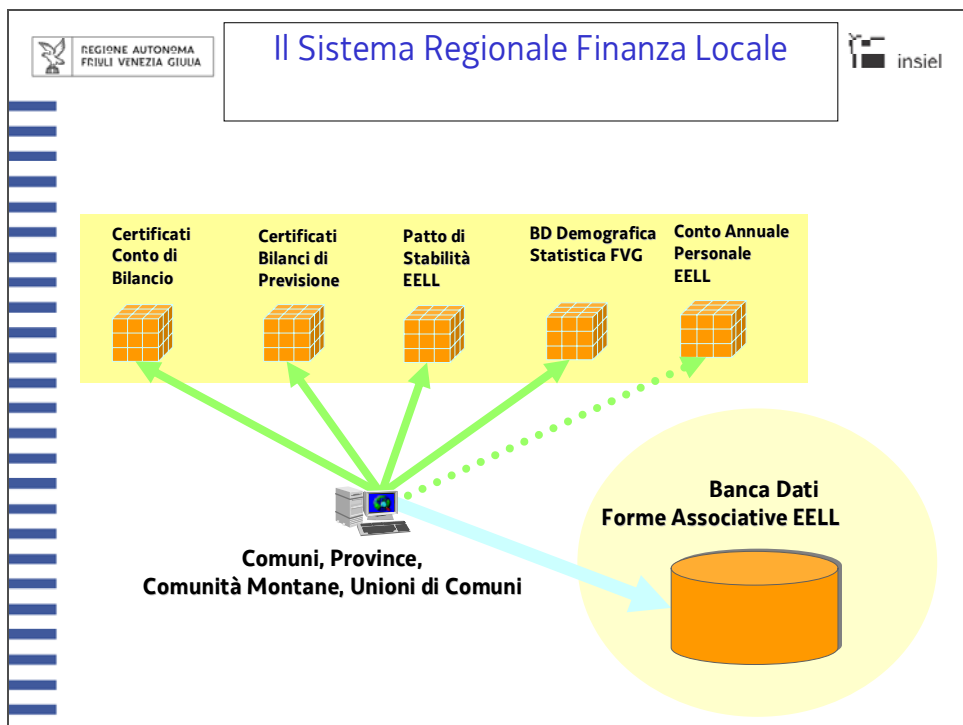 REGIONE AUTONOMA
FRIULI VENEZIA GIULIA
Il Sistema Regionale Finanza Locale
insiel
Certificati
Conto di
Bilancio
Certificati
Bilanci di
Previsione
Patto di
Stabilità
EELL
BD Demografica
Statistica FVG
Conto Annuale
Personale
EELL
Banca Dati
Forme Associative EELL
Comuni, Province,
Comunità Montane, Unioni di Comuni